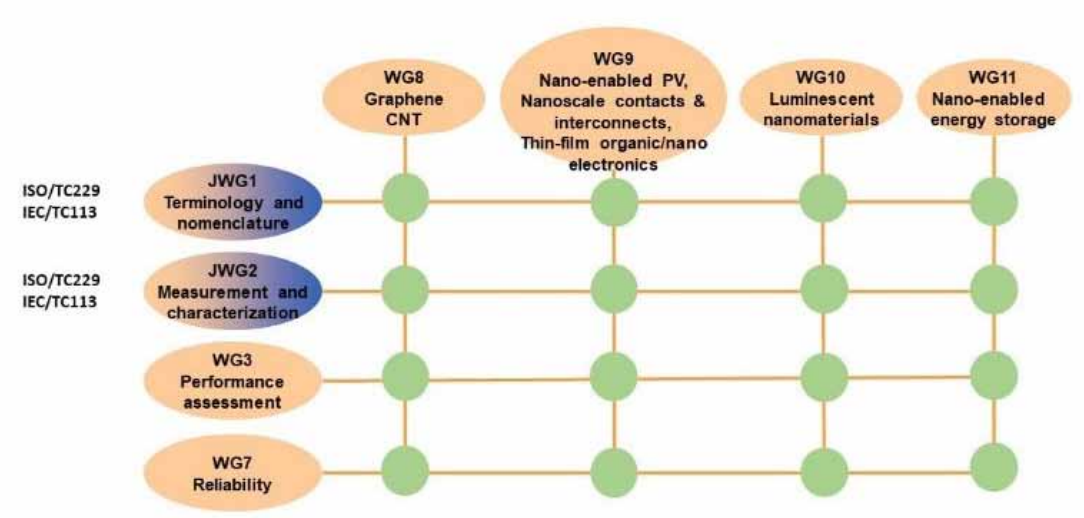 WG8
Graphene
CNT
WG9
Nano-enabled PV,
Nanoscale contacts &
interconnects,
Thin-film organic/nano
electronics
WG10
Luminescent
nanomaterials
WG11
Nano-enabled
energy storage
ISO/TC229
IEC/TC113
JWG1
Terminology and
nomenclature
ISO/TC229
IEC/TC113
JWG2
Measurement and
characterization
WG3
Performance
assessment
WG7
Reliability